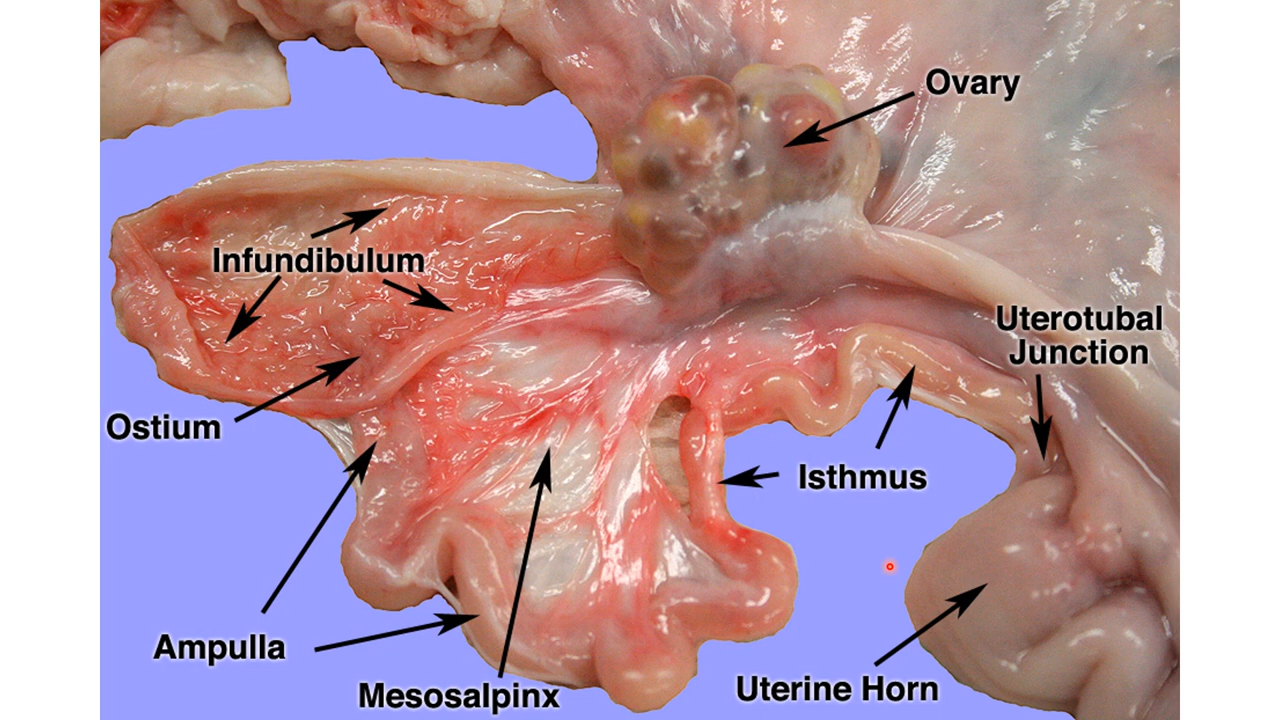 Ovary
Infundibulum
Uterotubal
Junction
Ostium
Isthmus
Ampulla
Mesosalpinx
Uterine Horn